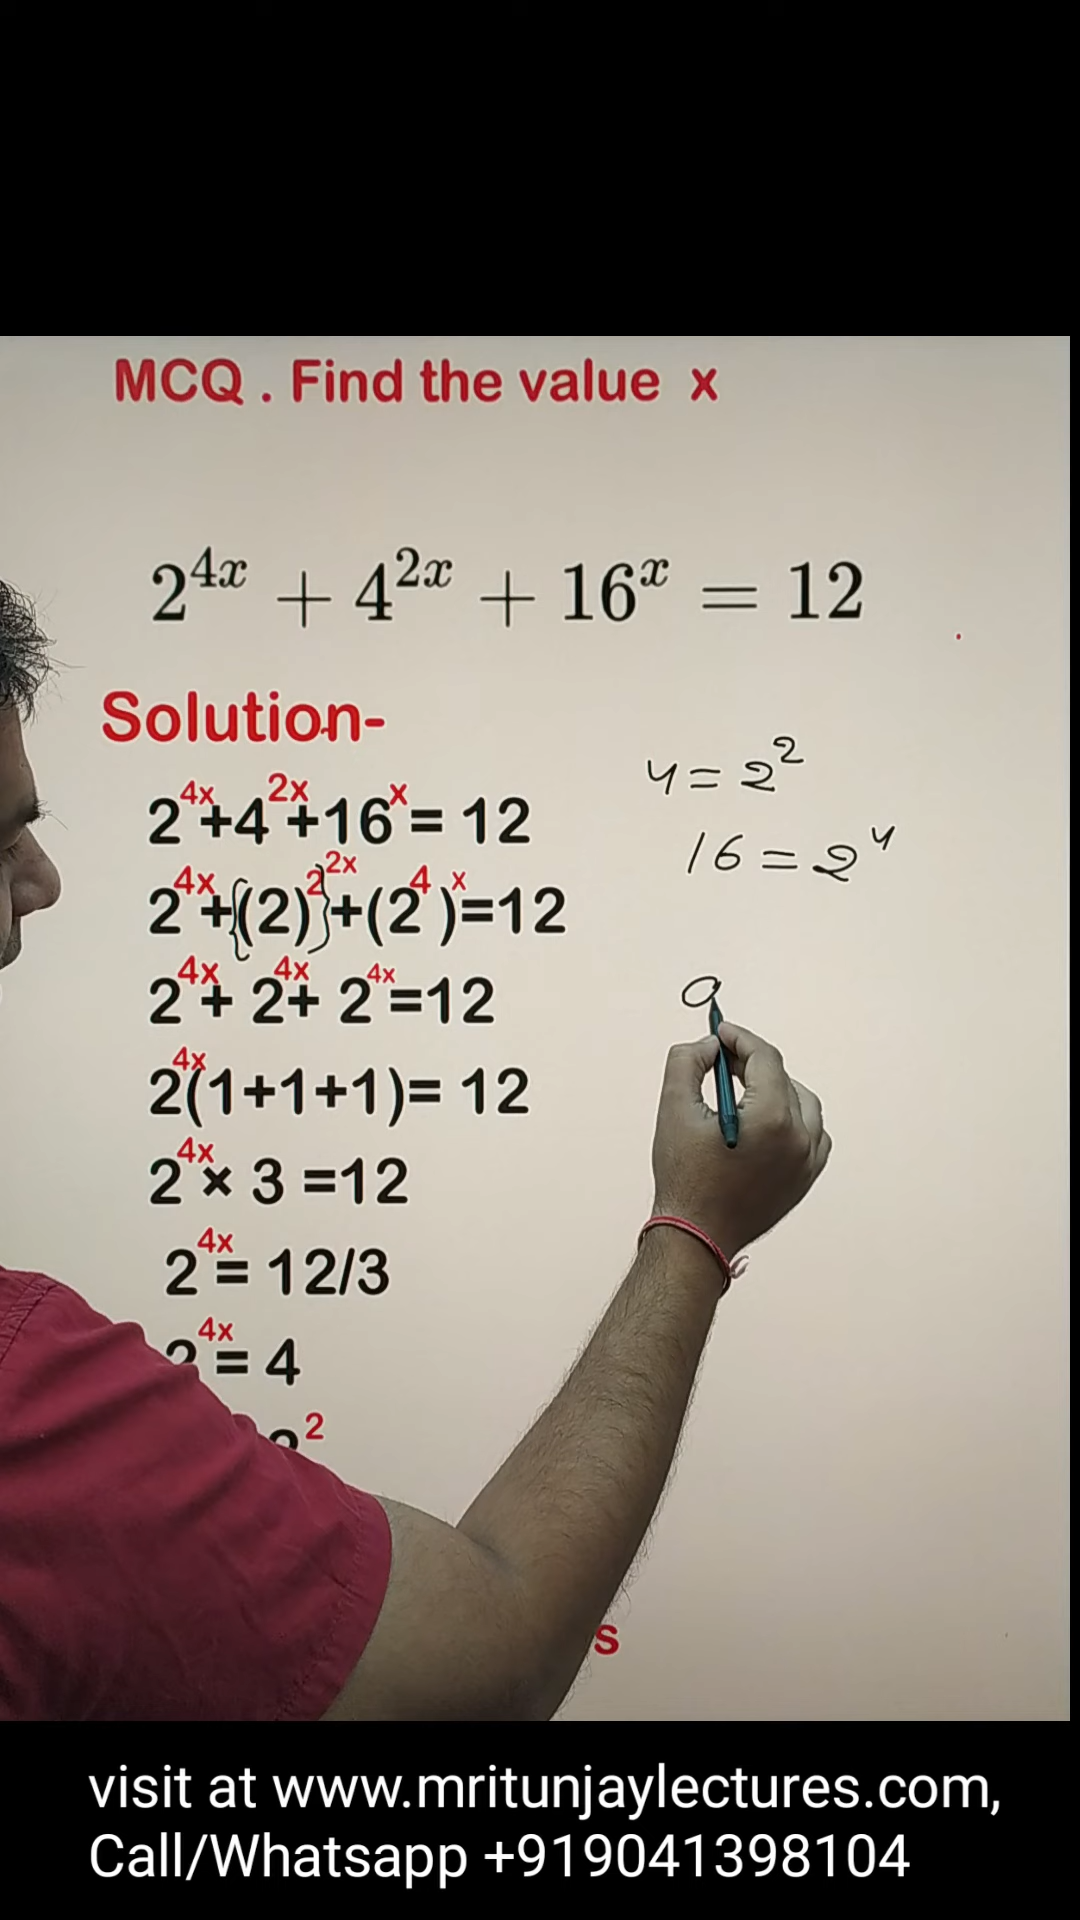 MCQ . Find the value x
2^{4x} + 4^{2x} + 16^x = 12
Solution-
2^{4x}+4^{2x}+16^x= 12
4=2^2
16=2^4
2^{4x}+{(2)^2}^{2x}+(2^4)^x=12
2^{4x}+ 2^{4x}+ 2^{4x}=12
a
2^{4x}(1+1+1)= 12
2^{4x}× 3 =12
2^{4x}= 12/3
2^{4x}= 4
2^2
s
visit at www.mritunjaylectures.com,
Call/Whatsapp +919041398104